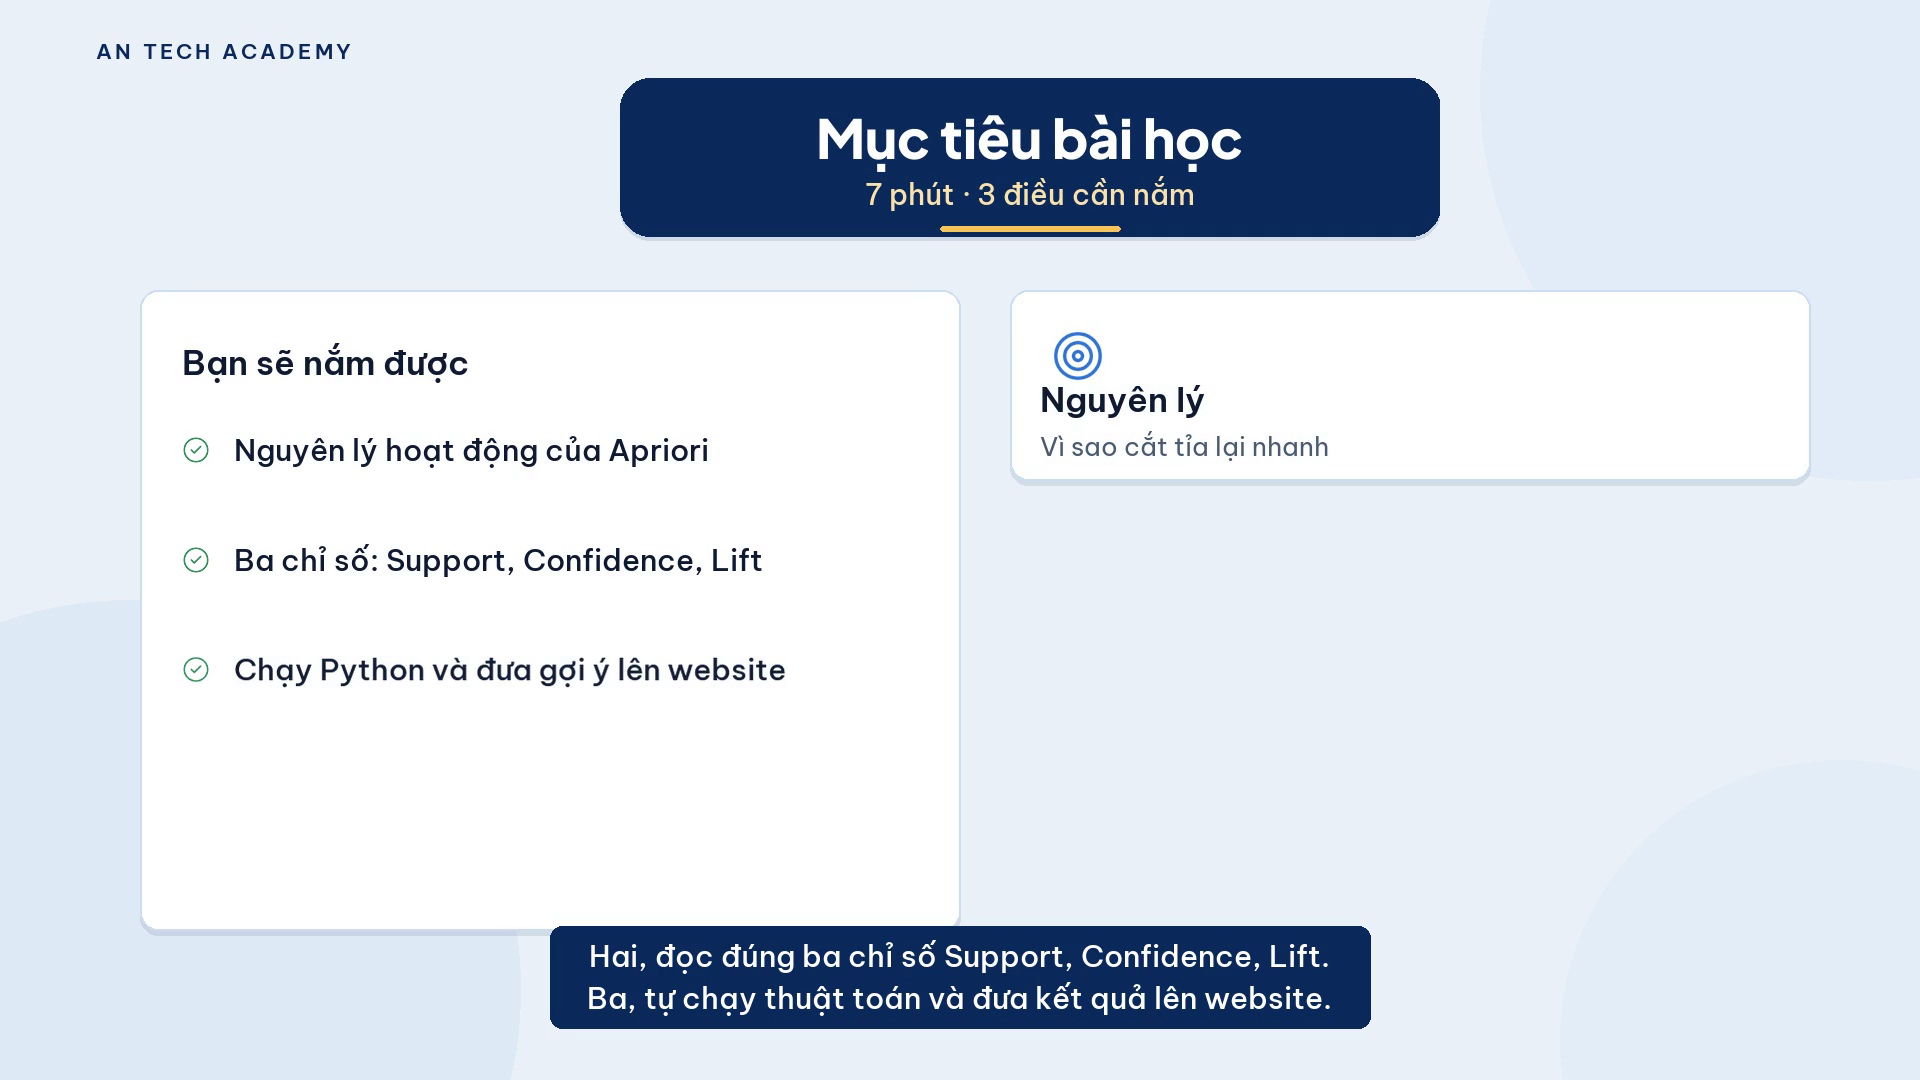 AN TECH ACADEMY
Mục tiêu bài học
7 phút · 3 điều cần nắm
Bạn sẽ nắm được
Nguyên lý hoạt động của Apriori
Ba chỉ số: Support, Confidence, Lift
Chạy Python và đưa gợi ý lên website
Nguyên lý
Vì sao cắt tỉa lại nhanh
Hai, đọc đúng ba chỉ số Support, Confidence, Lift.
Ba, tự chạy thuật toán và đưa kết quả lên website.